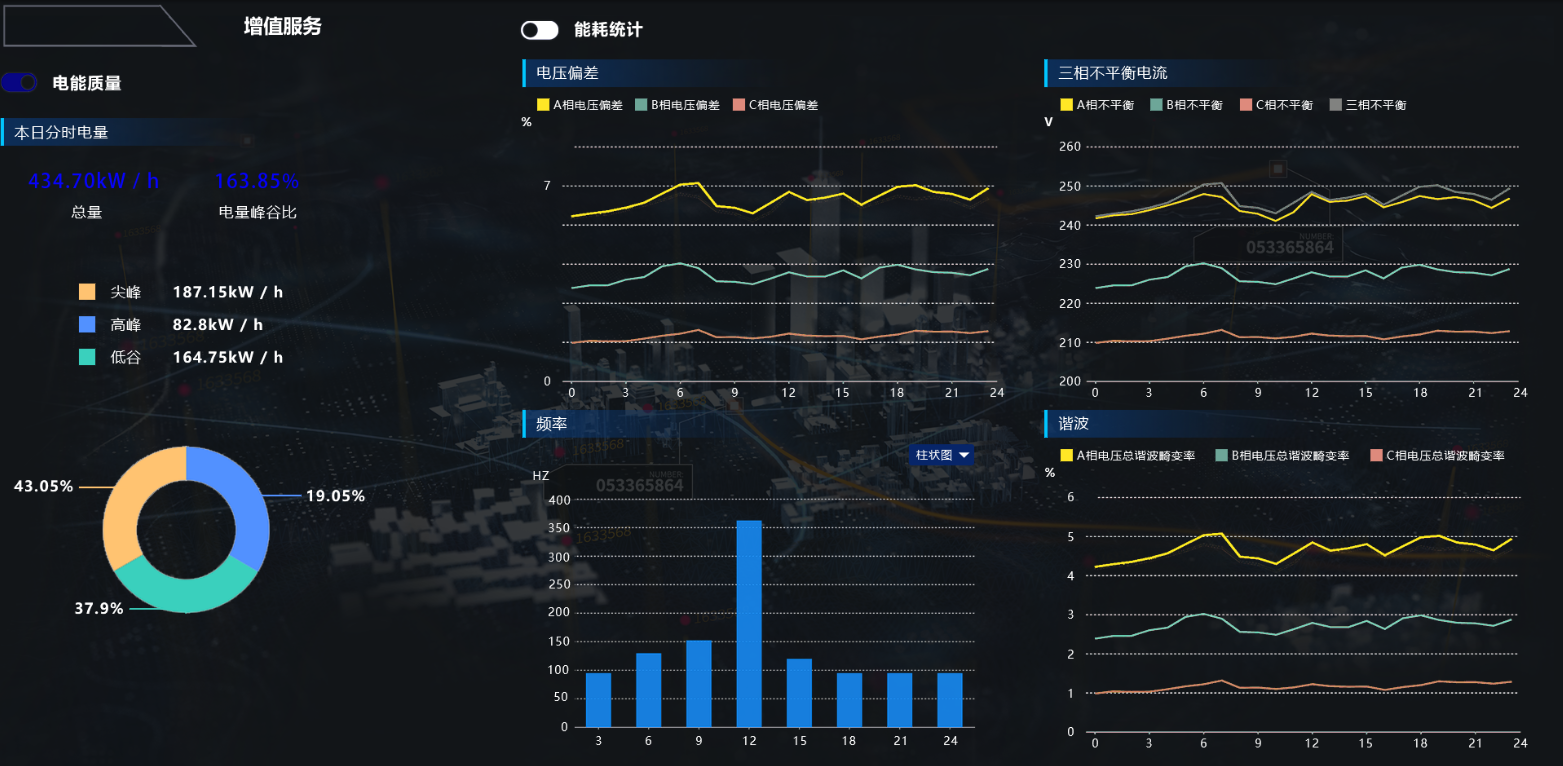 增值服务
电能质量
能耗统计
本日分时电量
434.70kW / h
163.85%
总量
电量峰谷比
尖峰 187.15kW / h
高峰 82.8kW / h
低谷 164.75kW / h
43.05%
19.05%
37.9%
电压偏差
A相电压偏差 B相电压偏差 C相电压偏差
%
7
0
0 3 6 9 12 15 18 21 24
三相不平衡电流
A相不平衡 B相不平衡 C相不平衡 三相不平衡
V
260
250
240
230
220
210
200
0 3 6 9 12 15 18 21 24
NUMBER
053365864
频率
柱状图
HZ
NUMBER
053365864
1633568
1633568
1633568
400
350
300
250
200
150
100
50
0
3 6 9 12 15 18 21 24
谐波
A相电压总谐波畸变率 B相电压总谐波畸变率 C相电压总谐波畸变率
%
6
5
4
3
2
1
0
0 3 6 9 12 15 18 21 24